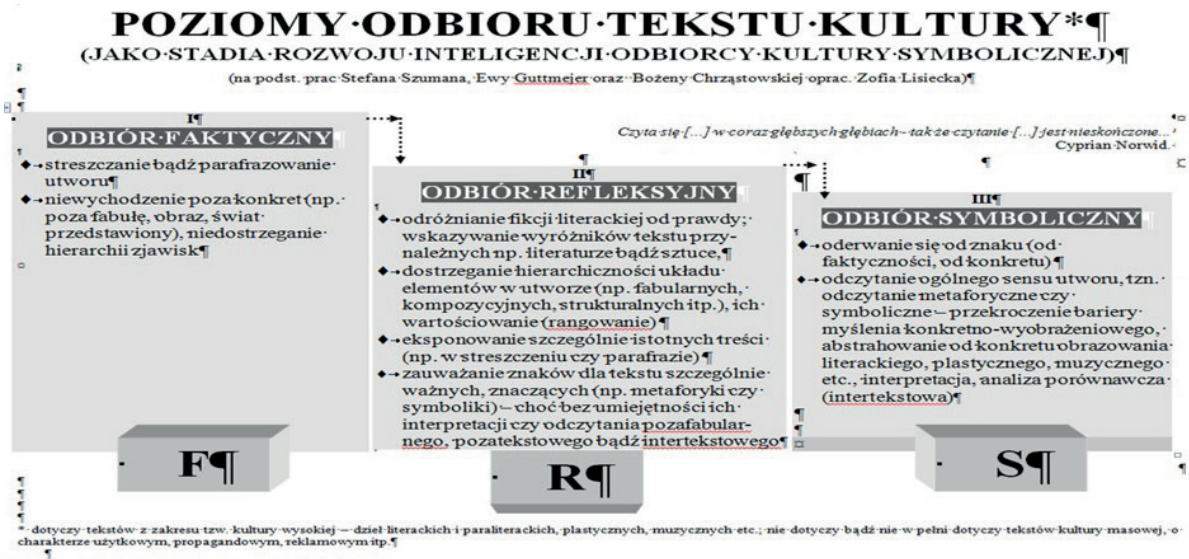 POZIOMY·ODBIORU·TEKSTU·KULTURY*¶
(JAKO·STADIA·ROZWOJU·INTELIGENCJI·ODBIORCY·KULTURY·SYMBOLICZNEJ)¶
(na·podst.·prac·Stefana·Szumana,·Ewy·Guttmejer·oraz··Bożeny·Chrząstowskiej·oprac.·Zofia·Lisiecka)¶
Czyta·się·[…]·w·coraz·głębszych·głębiach–·także·czytanie·[…]·jest·nieskończone...
Cyprian·Norwid.·
I¶
ODBIÓR·FAKTYCZNY¶
streszczanie·bądź·parafrazowanie·
utworu¶
niewychodzenie·poza·konkret·(np.·
poza·fabułę,·obraz,·świat·
przedstawiony),·niedostrzeganie·
hierarchii·zjawisk¶
F¶
II¶
ODBIÓR·REFLEKSYJNY¶
odróżnianie·fikcji·literackiej·od·prawdy;·
wskazywanie·wyróżników·tekstu·przy-
należnych·np.·literaturze·bądź·sztuce,¶
dostrzeganie·hierarchiczności·układu·
elementów·w·utworze·(np.·fabularnych,·
kompozycyjnych,·strukturalnych·itp.),·ich·
wartościowanie·(rangowanie)·¶
eksponowanie·szczególnie·istotnych·treści·
(np.·w·streszczeniu·czy·parafrazie)·¶
zauważanie·znaków·dla·tekstu·szczególnie·
ważnych,·znaczących·(np.·metaforyki·czy·
symboliki)·–·choć·bez·umiejętności·ich·
interpretacji·czy·odczytania·pozafabular-
nego,·pozatekstowego·bądź·intertekstowego¶
R¶
III¶
ODBIÓR·SYMBOLICZNY¶
oderwanie·się·od·znaku·(od·
faktyczności,·od·konkretu)·¶
odczytanie·ogólnego·sensu·utworu,·tzn.·
odczytanie·metaforyczne·czy·
symboliczne·–·przekroczenie·bariery·
myślenia·konkretno-wyobrażeniowego,·
abstrahowanie·od·konkretu·obrazowania·
literackiego,·plastycznego,·muzycznego·
etc.,·interpretacja,·analiza·porównawcza·
(intertekstowa)¶
S¶
*·dotyczy·tekstów·z·zakresu·tzw.·kultury·wysokiej·–·dzieł·literackich·i·paraliterackich,·plastycznych,·muzycznych·etc.;·nie·dotyczy·bądź·nie·w·pełni·dotyczy·tekstów·kultury·masowej,·o·
charakterze·użytkowym,·propagandowym,·reklamowym·itp.¶